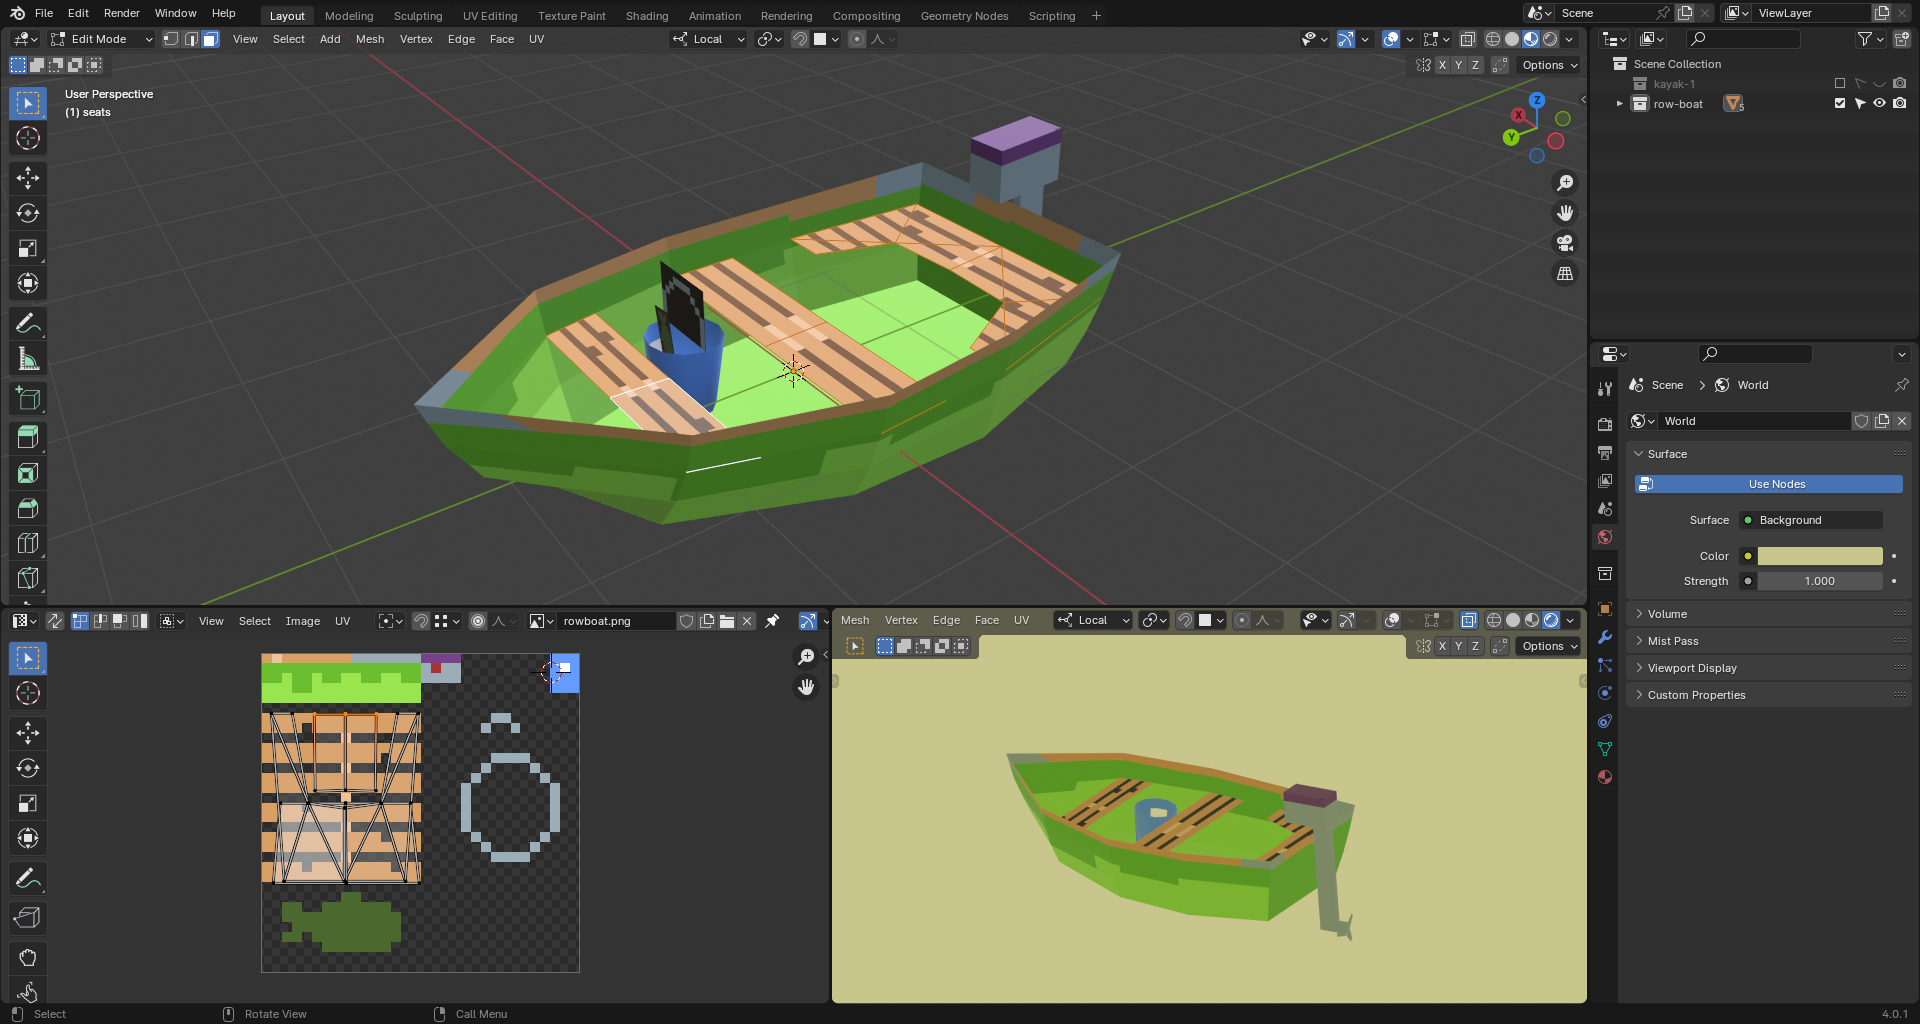 File Edit Render Window Help Layout Modeling Sculpting UV Editing Texture Paint Shading Animation Rendering Compositing Geometry Nodes Scripting + Scene ViewLayer
Edit Mode View Select Add Mesh Vertex Edge Face UV Local
X Y Z Options
User Perspective
(1) seats
Z
X
Y
Scene Collection
kayak-1
row-boat 5
Scene > World
World
Surface
Use Nodes
Surface Background
Color
Strength 1.000
Volume
Mist Pass
Viewport Display
Custom Properties
View Select Image UV rowboat.png
Mesh Vertex Edge Face UV Local
X Y Z Options
Select Rotate View Call Menu 4.0.1